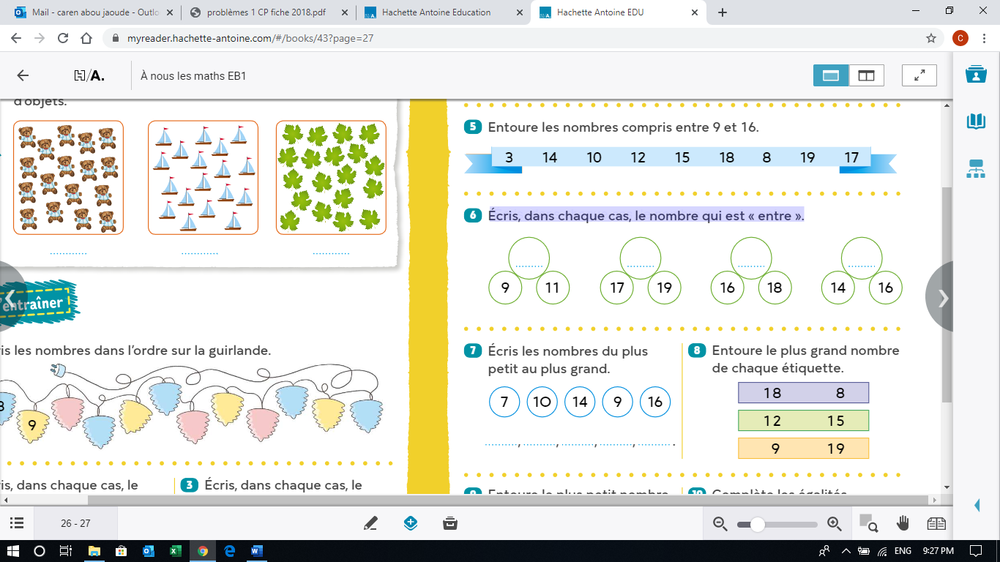 Mail - caren abou jaoude - Outlo
problèmes 1 CP fiche 2018.pdf
Hachette Antoine Education
Hachette Antoine EDU
myreader.hachette-antoine.com/#/books/43?page=27
C
H/A.
À nous les maths EB1
d'objets.
............ ............ ............
entraîner
is les nombres dans l'ordre sur la guirlande.
8 9
is, dans chaque cas, le
3 Écris, dans chaque cas, le
5 Entoure les nombres compris entre 9 et 16.
3 14 10 12 15 18 8 19 17
6 Écris, dans chaque cas, le nombre qui est « entre ».
........ ........ ........ ........
9 11 17 19 16 18 14 16
7 Écris les nombres du plus
petit au plus grand.
7 10 14 9 16
.........., .........., .........., .........., .......... .
8 Entoure le plus grand nombre
de chaque étiquette.
18 8
12 15
9 19
9 Entoure le plus petit nombre
10 Complète les égalités
26 - 27
ENG
9:27 PM